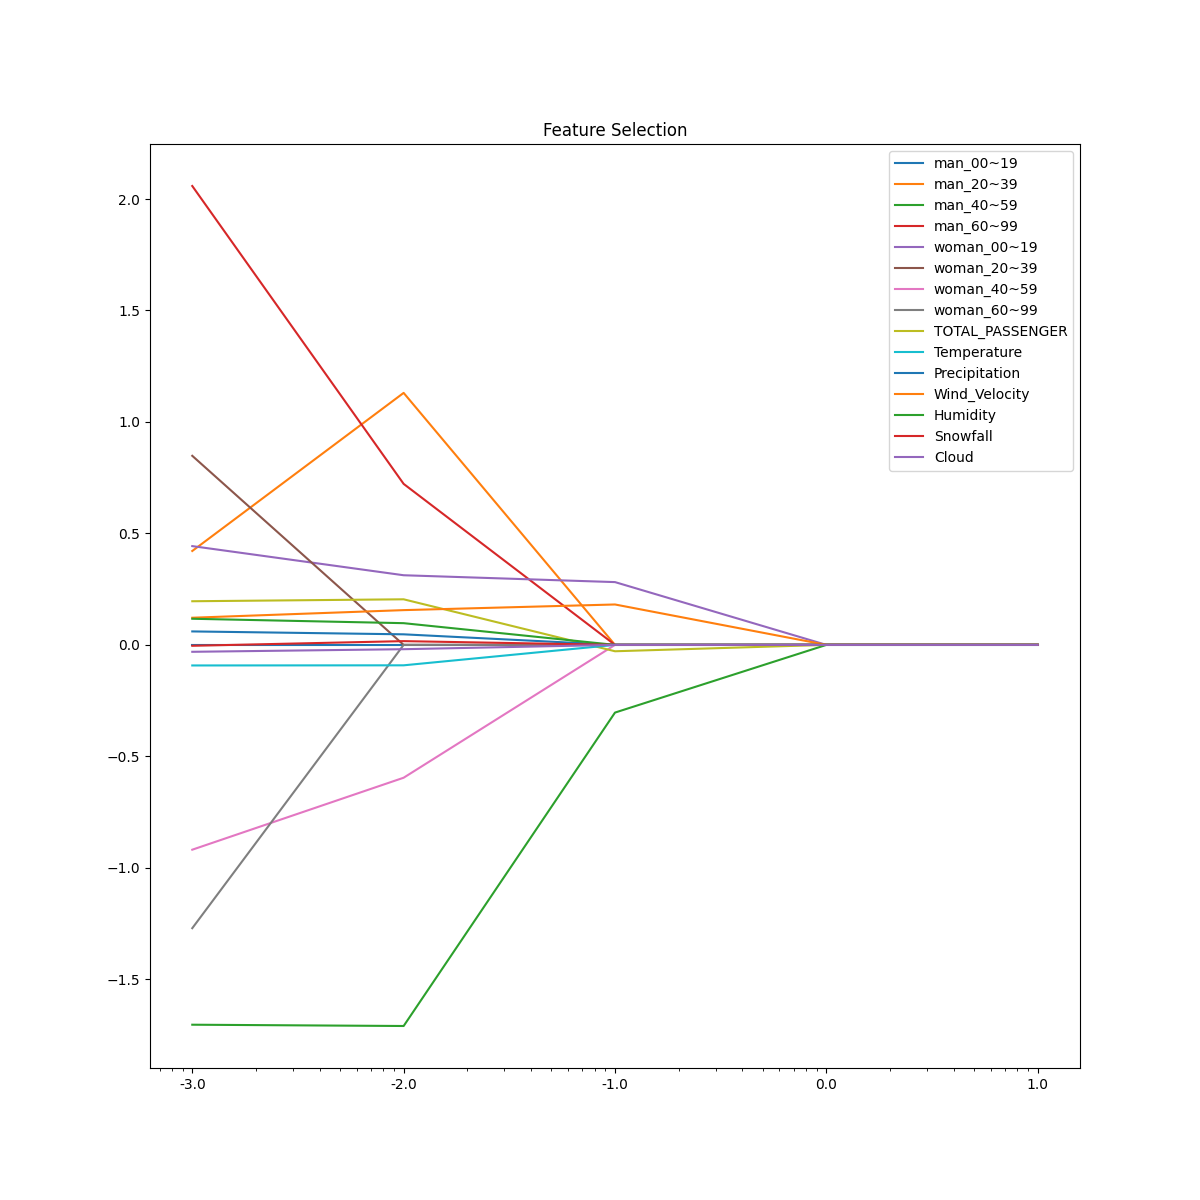 Feature Selection
2.0
1.5
1.0
0.5
0.0
−0.5
−1.0
−1.5
man_00~19
man_20~39
man_40~59
man_60~99
woman_00~19
woman_20~39
woman_40~59
woman_60~99
TOTAL_PASSENGER
Temperature
Precipitation
Wind_Velocity
Humidity
Snowfall
Cloud
-3.0 -2.0 -1.0 0.0 1.0